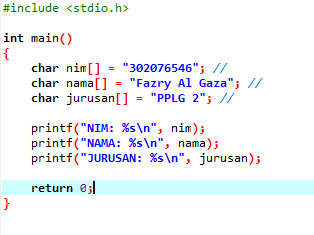 #include <stdio.h>
int main()
{
char nim[] = "302076546"; //
char nama[] = "Fazry Al Gaza"; //
char jurusan[] = "PPLG 2"; //
printf("NIM: %s\n", nim);
printf("NAMA: %s\n", nama);
printf("JURUSAN: %s\n", jurusan);
return 0;
}